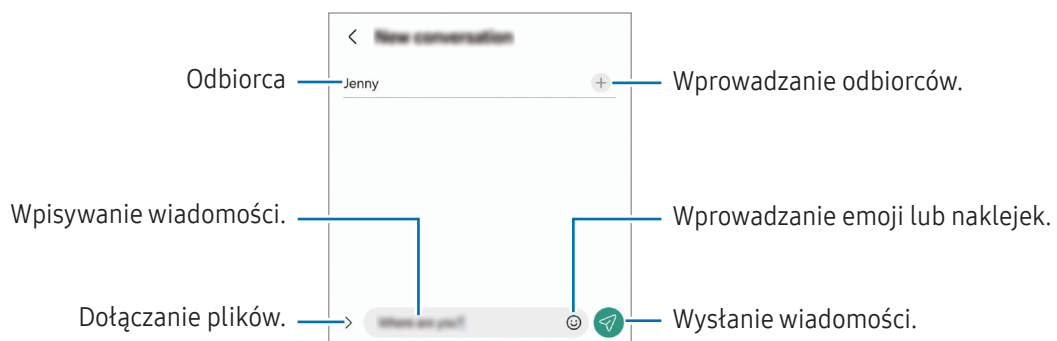 New conversation
Odbiorca
Jenny
Wprowadzanie odbiorców.
Wpisywanie wiadomości.
Wprowadzanie emoji lub naklejek.
Dołączanie plików.
Where are you?
Wysłanie wiadomości.